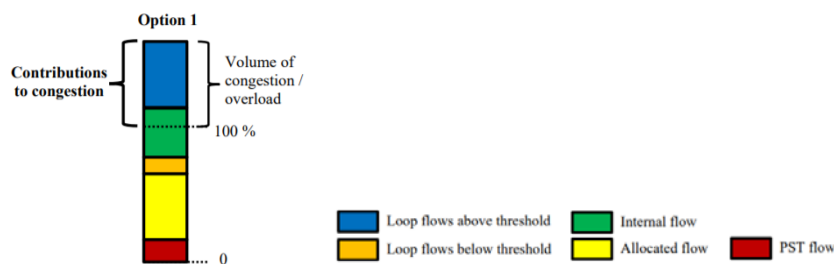 Option 1
Contributions
to congestion
Volume of
congestion /
overload
100 %
0
Loop flows above threshold
Internal flow
Loop flows below threshold
Allocated flow
PST flow